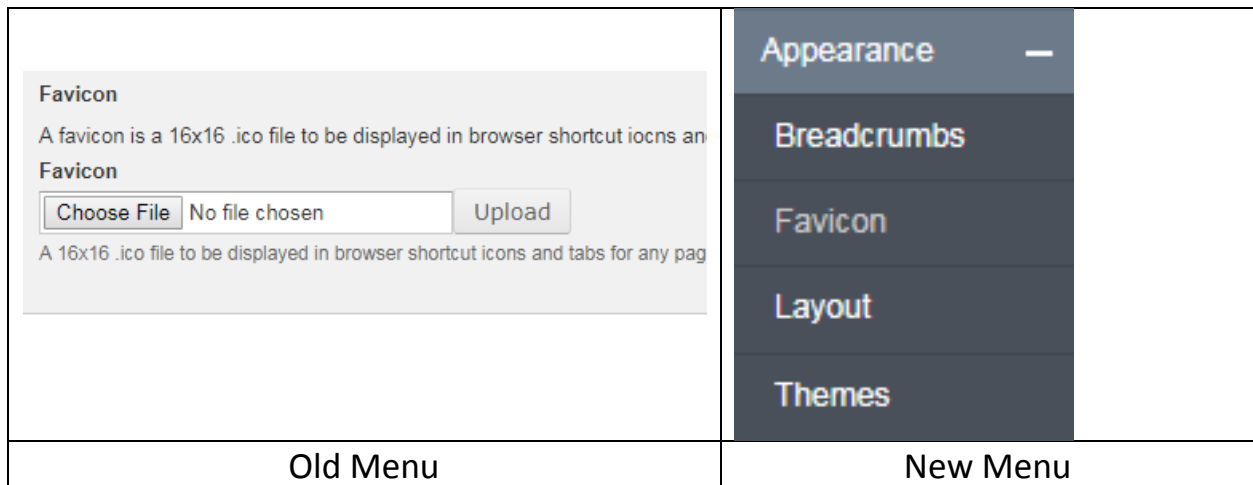 Favicon
A favicon is a 16x16 .ico file to be displayed in browser shortcut iocns an
Favicon
Choose File No file chosen Upload
A 16x16 .ico file to be displayed in browser shortcut icons and tabs for any pag
Old Menu
Appearance
Breadcrumbs
Favicon
Layout
Themes
New Menu